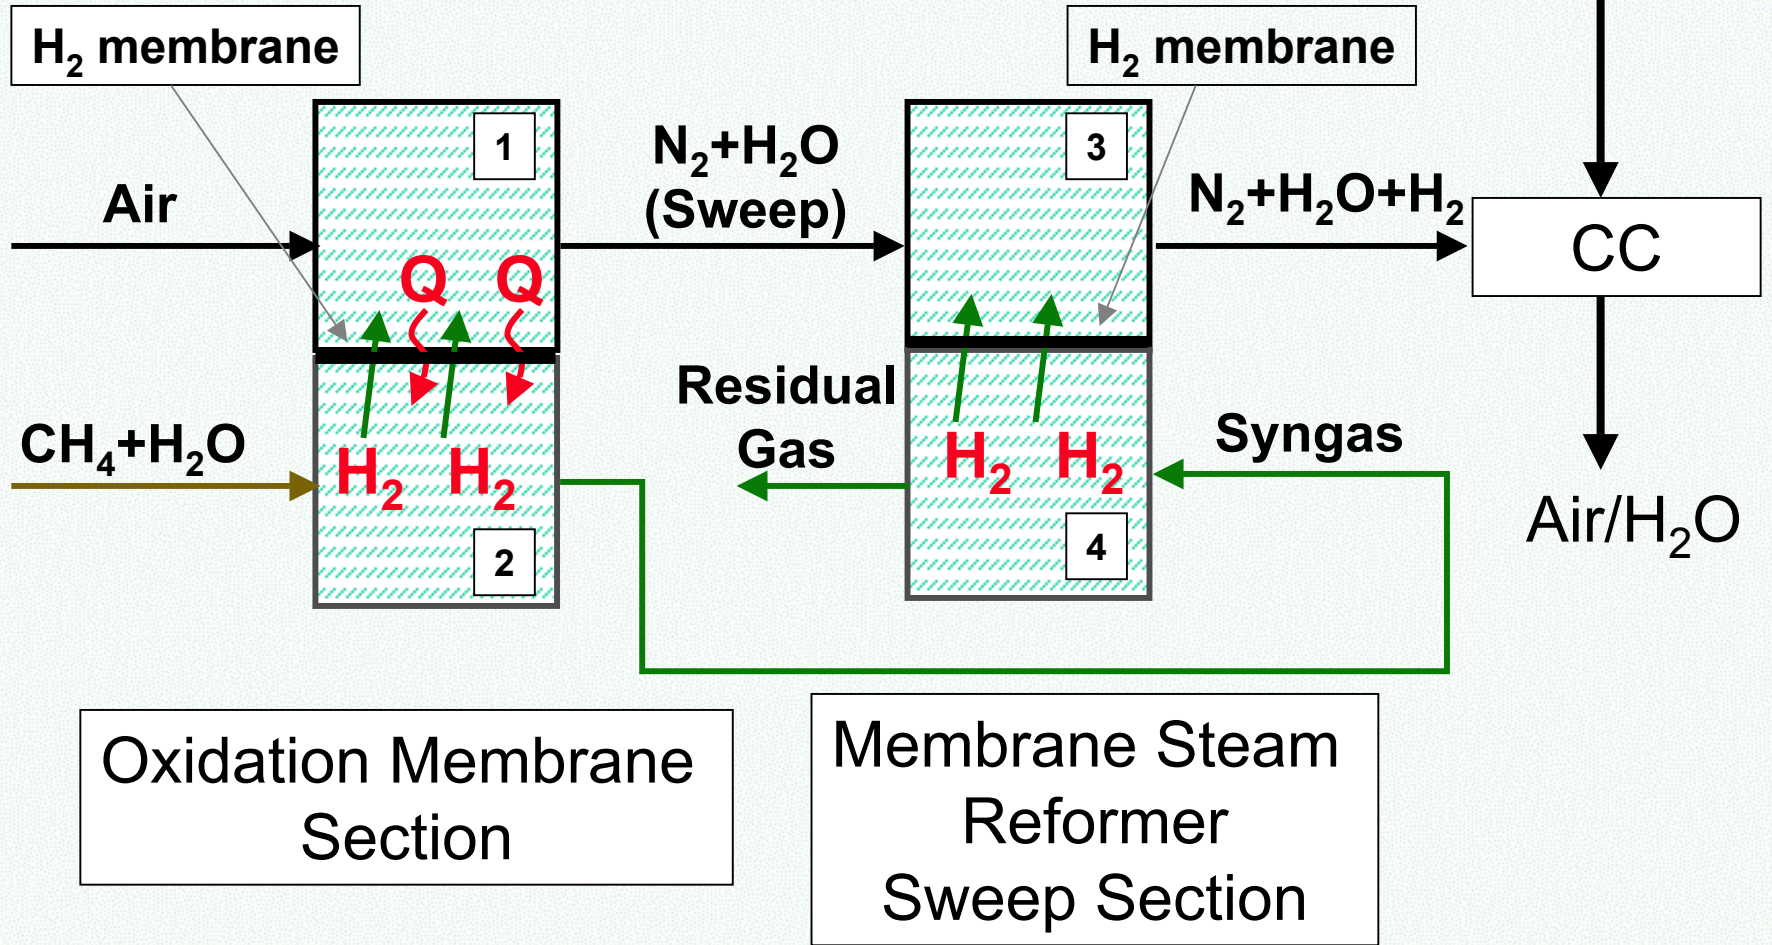 H₂ membrane
H₂ membrane
1
3
N₂+H₂O
(Sweep)
Air
N₂+H₂O+H₂
CC
Q Q
Residual
Gas
CH₄+H₂O
Syngas
H₂ H₂
H₂ H₂
Air/H₂O
2
4
Oxidation Membrane
Section
Membrane Steam
Reformer
Sweep Section